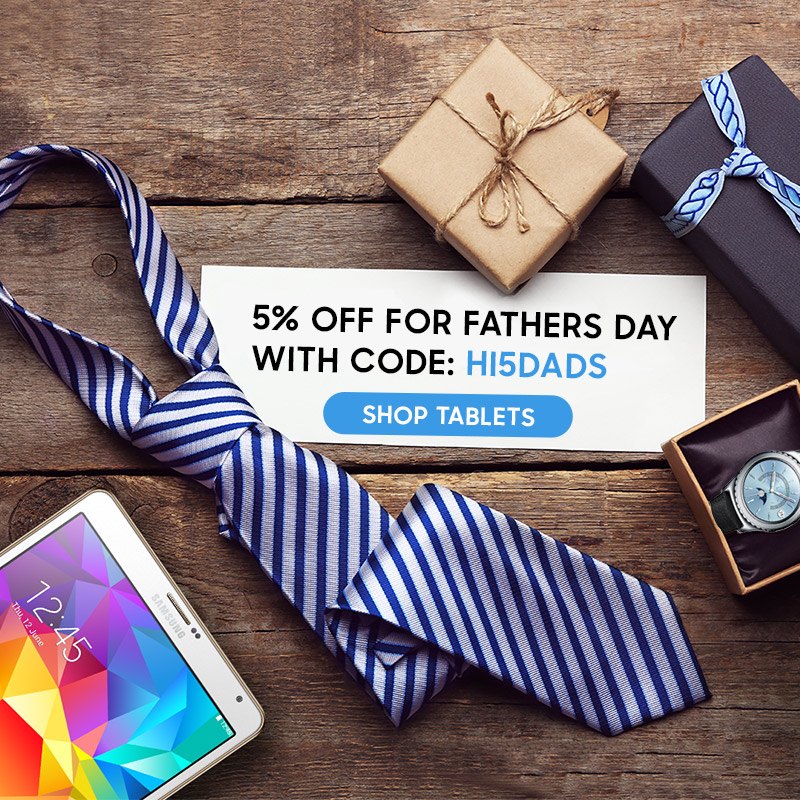 5% OFF FOR FATHERS DAY
WITH CODE: HI5DADS
SHOP TABLETS
SAMSUNG
12:45
Thu, 12 June